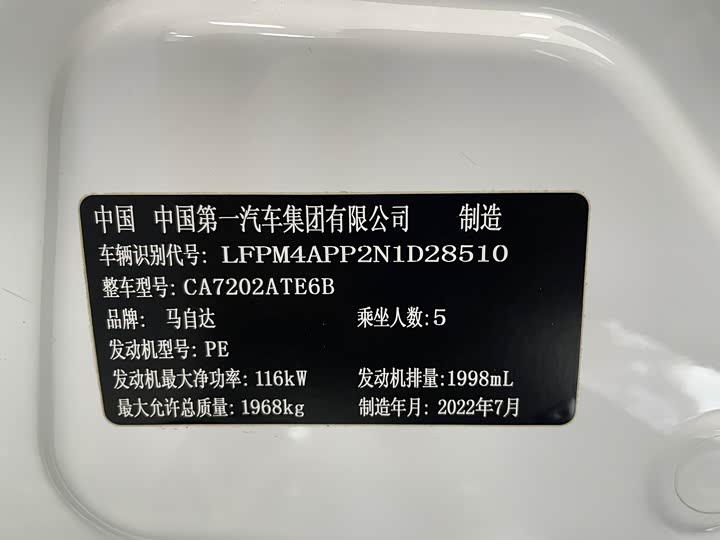 中国 中国第一汽车集团有限公司 制造
车辆识别代号: LFPM4APP2N1D28510
整车型号: CA7202ATE6B
品牌: 马自达 乘坐人数: 5
发动机型号: PE
发动机最大净功率: 116kW 发动机排量: 1998mL
最大允许总质量: 1968kg 制造年月: 2022年7月